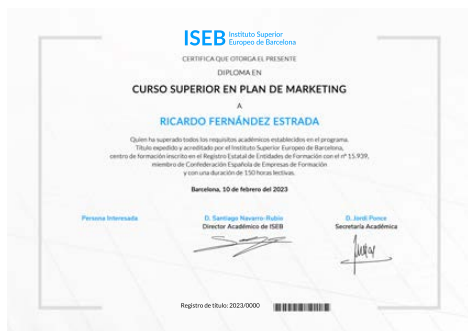 ISEB Instituto Superior
Europeo de Barcelona
CERTIFICA QUE OTORGA EL PRESENTE
DIPLOMA EN
CURSO SUPERIOR EN PLAN DE MARKETING
A
RICARDO FERNÁNDEZ ESTRADA
Quien ha superado todos los requisitos académicos establecidos en el programa.
Título expedido y acreditado por el Instituto Superior Europeo de Barcelona,
centro de formación inscrito en el Registro Estatal de Entidades de Formación con el nº 15.939,
miembro de Confederación Española de Empresas de Formación
y con una duración de 150 horas lectivas.
Barcelona, 10 de febrero del 2023
Persona Interesada
D. Santiago Navarro-Rubio
Director Académico de ISEB
D. Jordi Ponce
Secretaría Académica
Registro de título: 2023/0000